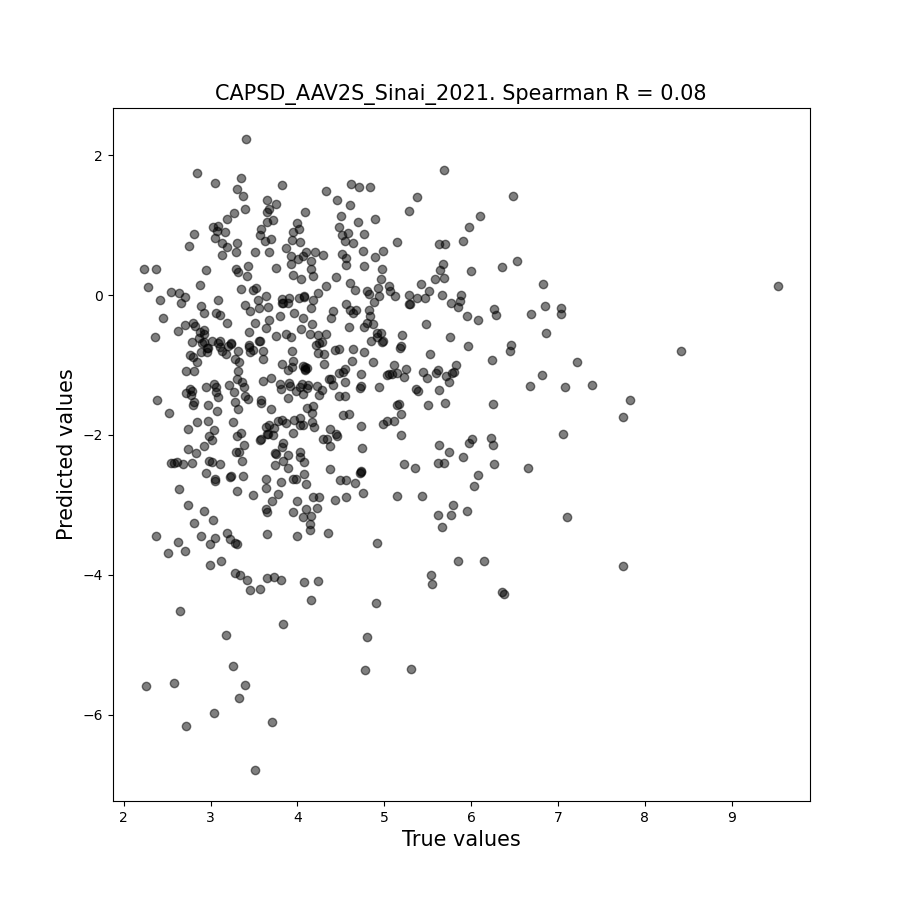 CAPSD_AAV2S_Sinai_2021. Spearman R = 0.08
2
0
−2
−4
−6
Predicted values
2 3 4 5 6 7 8 9
True values